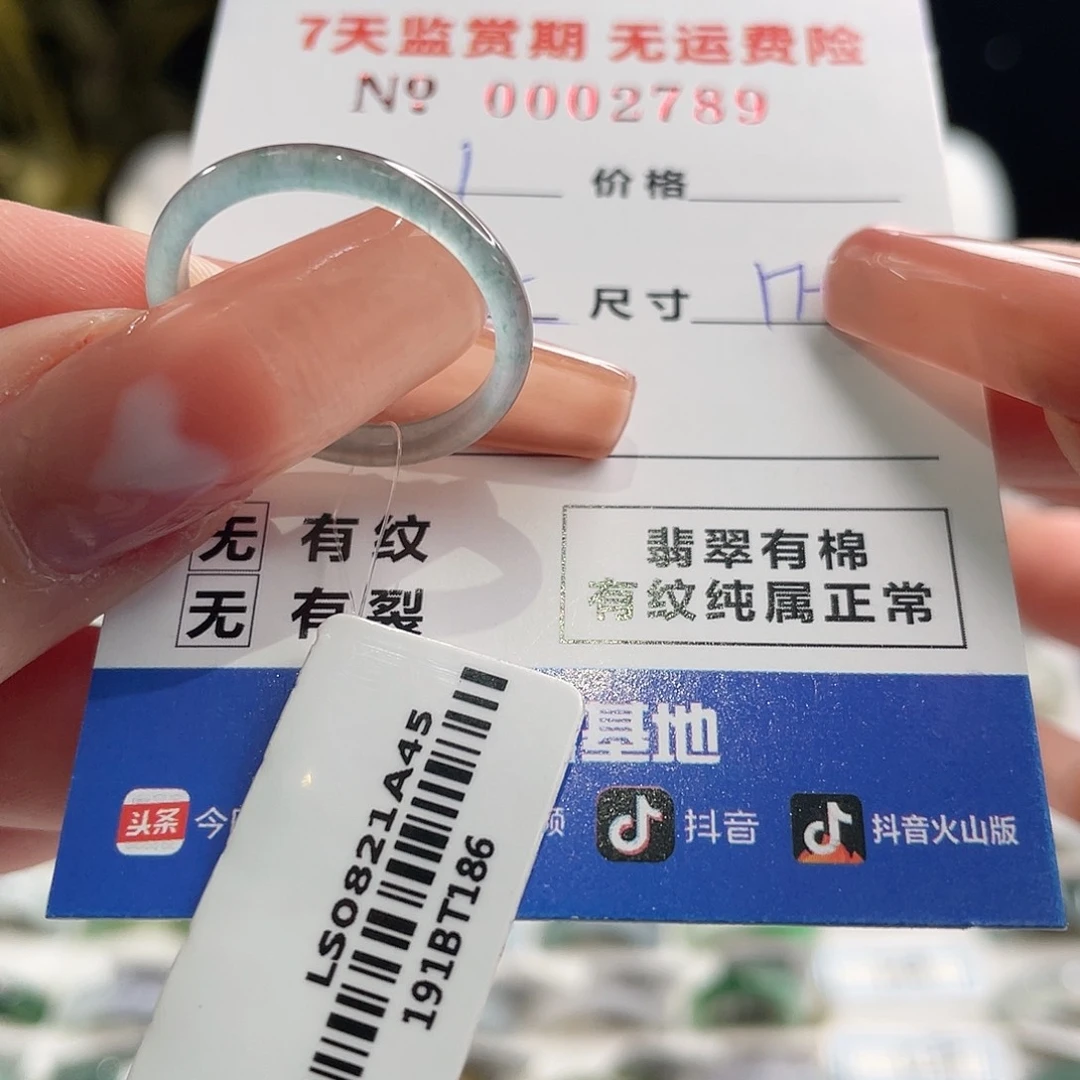 7天监赏期 无运费险
No 0002789
价格
尺寸
无 有纹
无 有裂
翡翠有棉
有纹纯属正常
基地
头条 今
频
抖音
抖音火山版
LS0821A45
191BT186